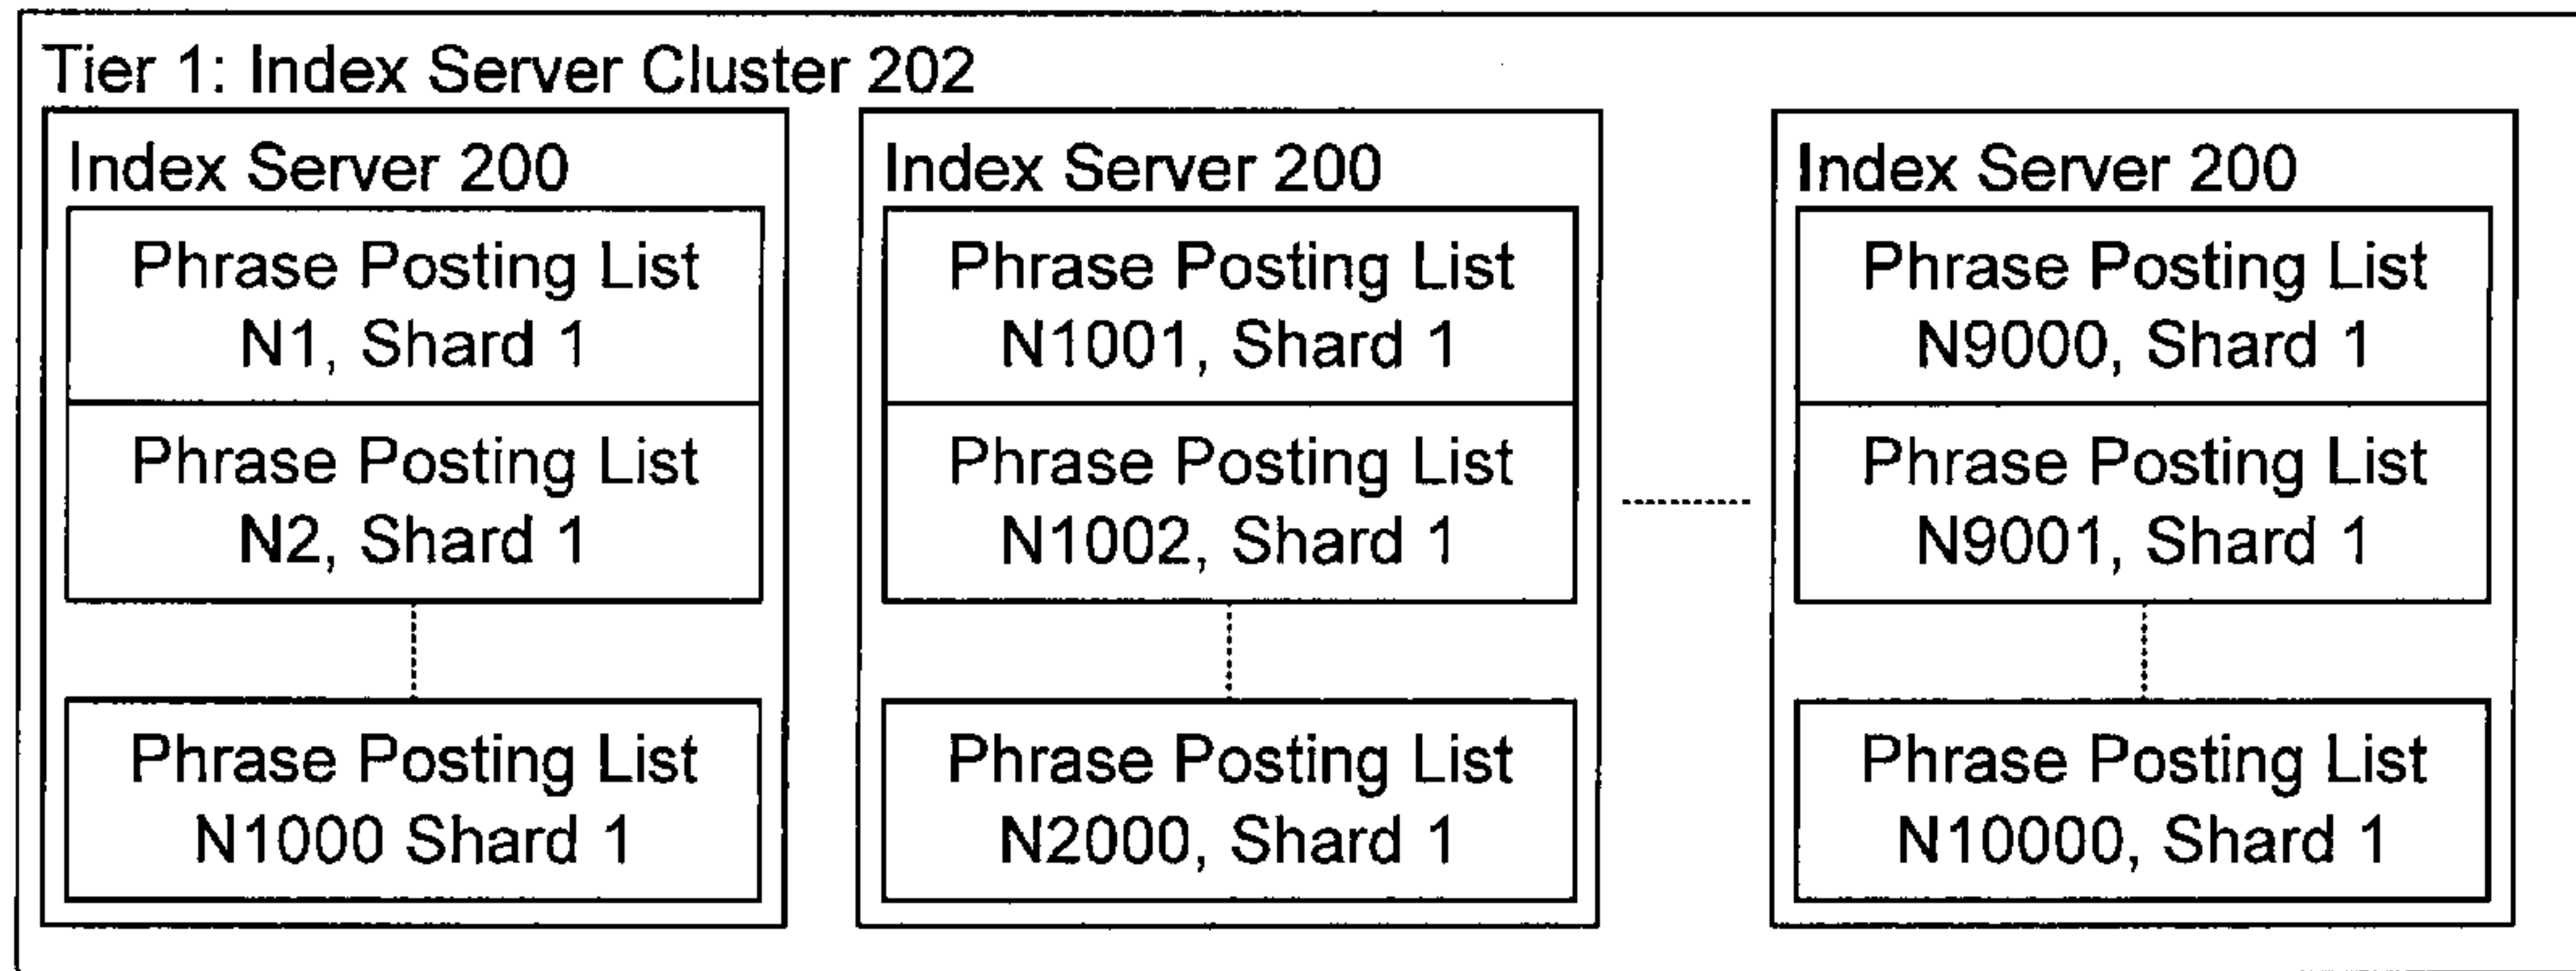 Tier 1: Index Server Cluster 202
Index Server 200
Phrase Posting List
N1, Shard 1
Phrase Posting List
N2, Shard 1
Phrase Posting List
N1000 Shard 1
Index Server 200
Phrase Posting List
N1001, Shard 1
Phrase Posting List
N1002, Shard 1
Phrase Posting List
N2000, Shard 1
Index Server 200
Phrase Posting List
N9000, Shard 1
Phrase Posting List
N9001, Shard 1
Phrase Posting List
N10000, Shard 1